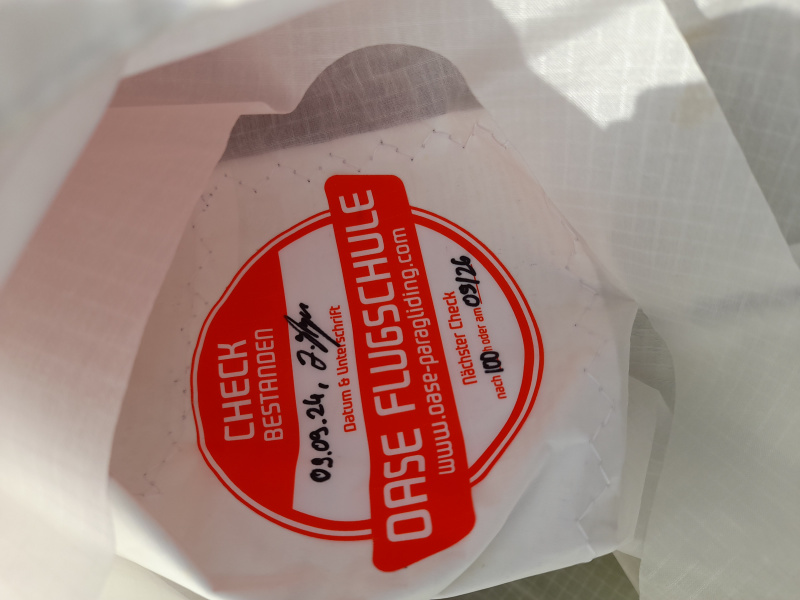 CHECK
BESTANDEN
09.09.24,
Datum & Unterschrift
OASE FLUGSCHULE
www.oase-paragliding.com
Nächster Check
nach 100 h oder am 09/26